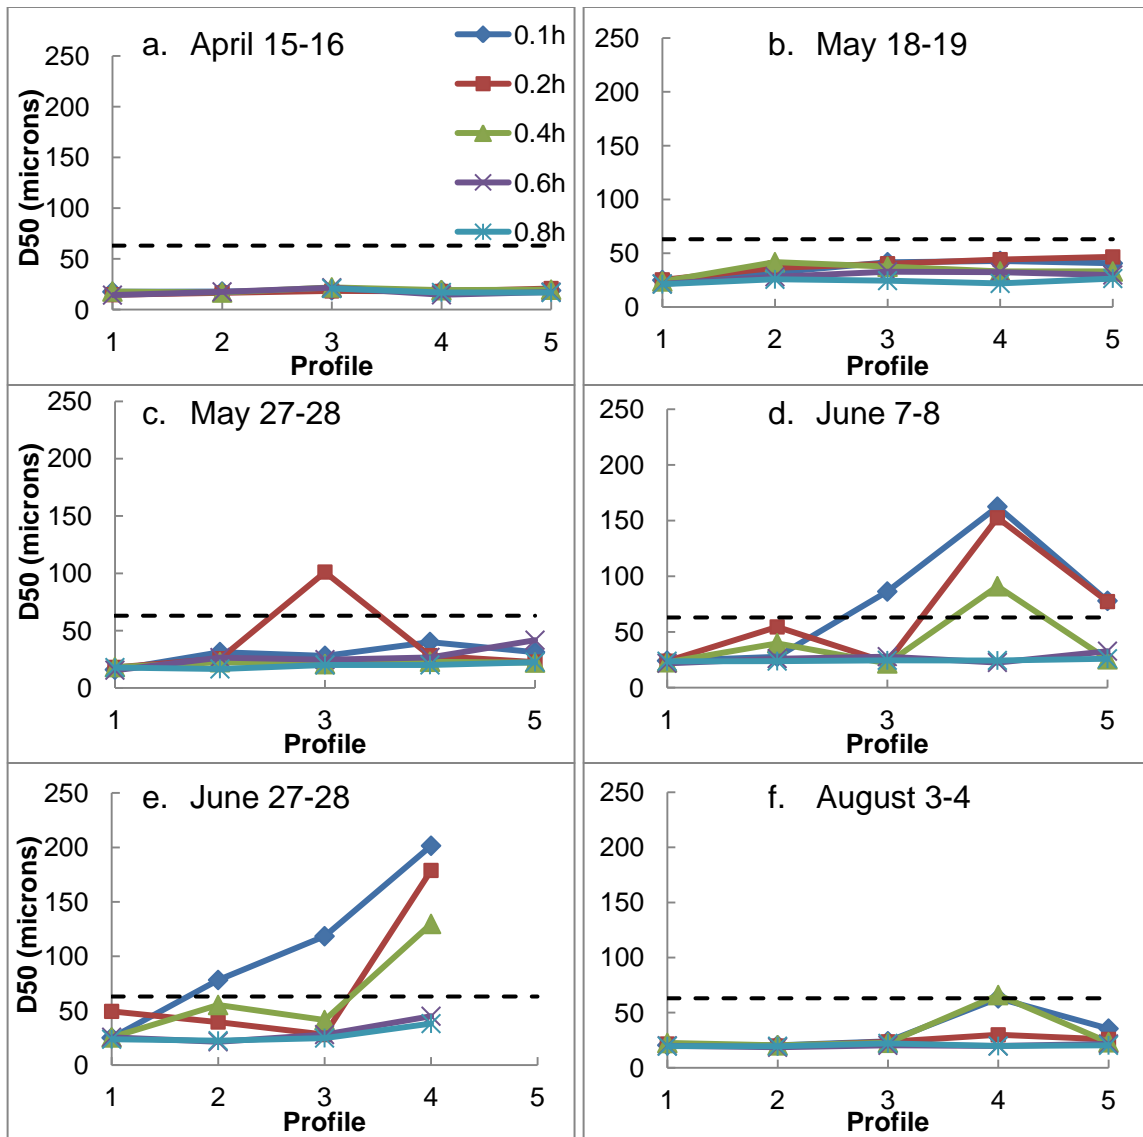 a. April 15-16
D50 (microns)
250
200
150
100
50
0
1 2 3 4 5
Profile
0.1h
0.2h
0.4h
0.6h
0.8h
b. May 18-19
250
200
150
100
50
0
1 2 3 4 5
Profile
c. May 27-28
D50 (microns)
250
200
150
100
50
0
1 3 5
Profile
d. June 7-8
250
200
150
100
50
0
1 3 5
Profile
e. June 27-28
D50 (microns)
250
200
150
100
50
0
1 2 3 4 5
Profile
f. August 3-4
250
200
150
100
50
0
1 2 3 4 5
Profile